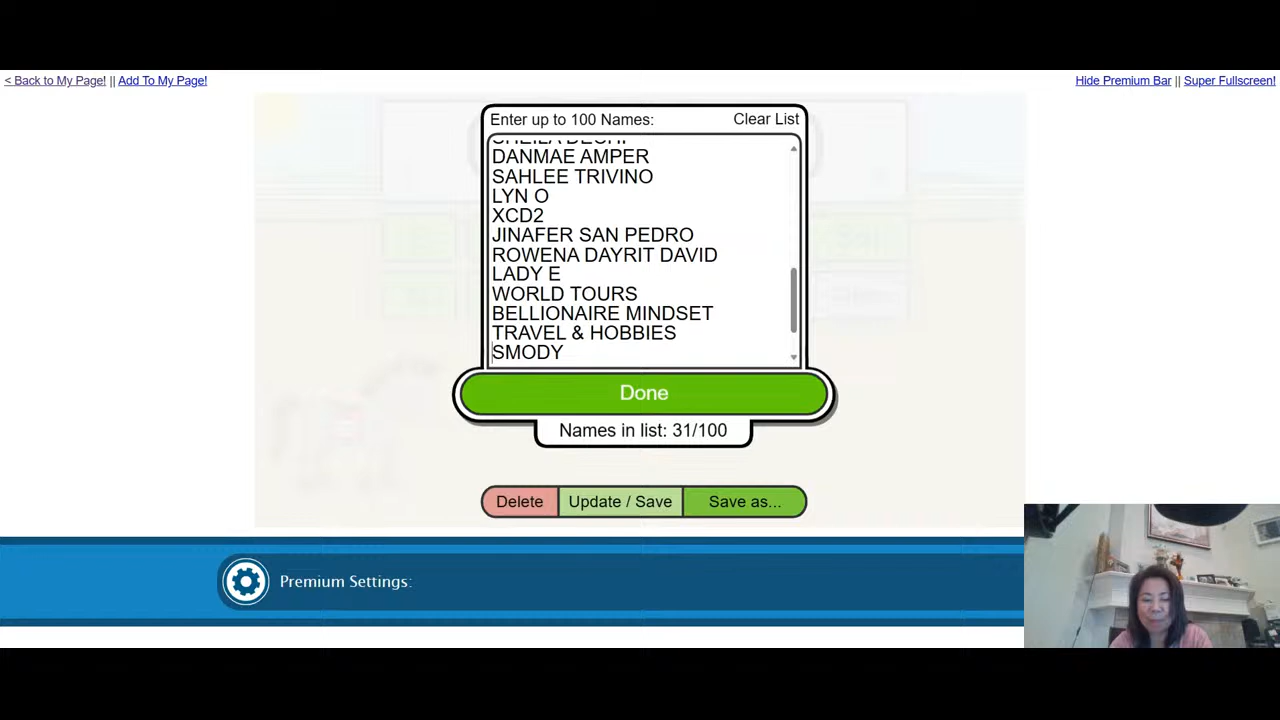 < Back to My Page! || Add To My Page!
Hide Premium Bar || Super Fullscreen!
Enter up to 100 Names:
Clear List
DANMAE AMPER
SAHLEE TRIVINO
LYN O
XCD2
JINAFER SAN PEDRO
ROWENA DAYRIT DAVID
LADY E
WORLD TOURS
BELLIONAIRE MINDSET
TRAVEL & HOBBIES
SMODY
Done
Names in list: 31/100
Delete
Update / Save
Save as...
Premium Settings: